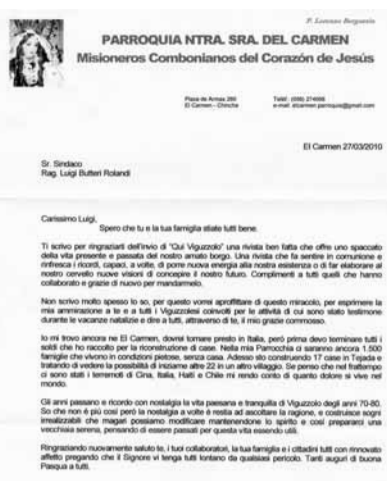 P. Lorenzo Bergantin
PARROQUIA NTRA. SRA. DEL CARMEN
Misioneros Combonianos del Corazón de Jesús
Plaza de Armas 250
El Carmen - Chincha
Teléf. (056) 274008
e-mail: elcarmen.parroquia@gmail.com
El Carmen 27/03/2010
Sr. Sindaco
Rag. Luigi Butteri Rolandi
Carissimo Luigi,
Spero che tu e la tua famiglia stiate tutti bene.
Ti scrivo per ringraziarti dell'invio di "Qui Viguzzolo" una rivista ben fatta che offre uno spaccato
della vita presente e passata del nostro amato borgo. Una rivista che fa sentire in comunione e
rinfresca i ricordi, capaci, a volte, di porre nuova energia alla nostra esistenza o di far elaborare al
nostro cervello nuove visioni di concepire il nostro futuro. Complimenti a tutti quelli che hanno
collaborato e grazie di nuovo per mandarmelo.
Non scrivo molto spesso lo so, per questo vorrei aproffittare di questo miracolo, per esprimere la
mia ammirazione a te e a tutti i Viguzzolesi coinvolti per le attività di cui sono stato testimone
durante le vacanze natalizie e dire a tutti, attraverso di te, il mio grazie commosso.
Io mi trovo ancora ne El Carmen, dovrei tornare presto in Italia, però prima devo terminare tutti i
soldi che ho raccolto per la ricostruzione di case. Nella mia Parrocchia ci saranno ancora 1.500
famiglie che vivono in condizioni pietose, senza casa. Adesso sto construendo 17 case in Tejada e
tratando di vedere la possibilità di iniziarne altre 22 in un altro villaggio. Se penso che nel frattempo
ci sono stati i terremoti di Cina, Italia, Haiti e Chile mi rendo conto di quanto dolore si vive nel
mondo.
Gli anni passano e ricordo con nostalgia la vita paesana e tranquilla di Viguzzolo degli anni 70-80.
So che non è più così però la nostalgia a volte è restia ad ascoltare la ragione, e costruisce sogni
irrealizzabili che magari possiamo modificare mantenendone lo spirito e così prepararci una
vecchiaia serena, pensando di essere passati per questa vita essendo utili.
Ringraziando nuovamente saluto te, i tuoi collaboratori, la tua famiglia e i cittadini tutti con rinnovato
affetto pregando che il Signore vi tenga tutti lontano da qualsiasi pericolo. Tanti auguri di buona
Pasqua a tutti.